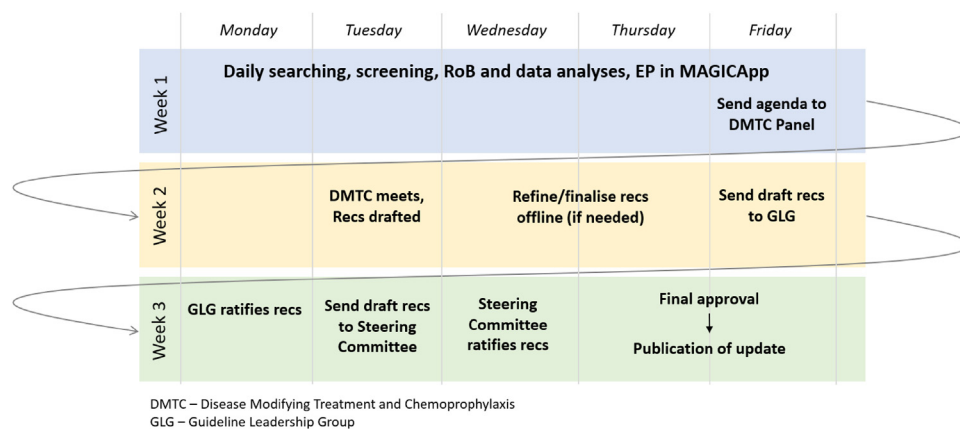 Monday Tuesday Wednesday Thursday Friday
Week 1
Daily searching, screening, RoB and data analyses, EP in MAGICApp
Send agenda to
DMTC Panel
Week 2
DMTC meets,
Recs drafted
Refine/finalise recs
offline (if needed)
Send draft recs
to GLG
Week 3
GLG ratifies recs
Send draft recs
to Steering
Committee
Steering
Committee
ratifies recs
Final approval
Publication of update
DMTC – Disease Modifying Treatment and Chemoprophylaxis
GLG – Guideline Leadership Group